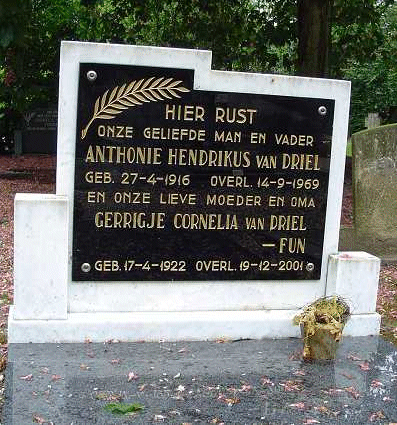 HIER RUST
ONZE GELIEFDE MAN EN VADER
ANTHONIE HENDRIKUS VAN DRIEL
GEB. 27-4-1916 OVERL. 14-9-1969
EN ONZE LIEVE MOEDER EN OMA
GERRIGJE CORNELIA VAN DRIEL
—FUN
GEB. 17-4-1922 OVERL. 19-12-2001